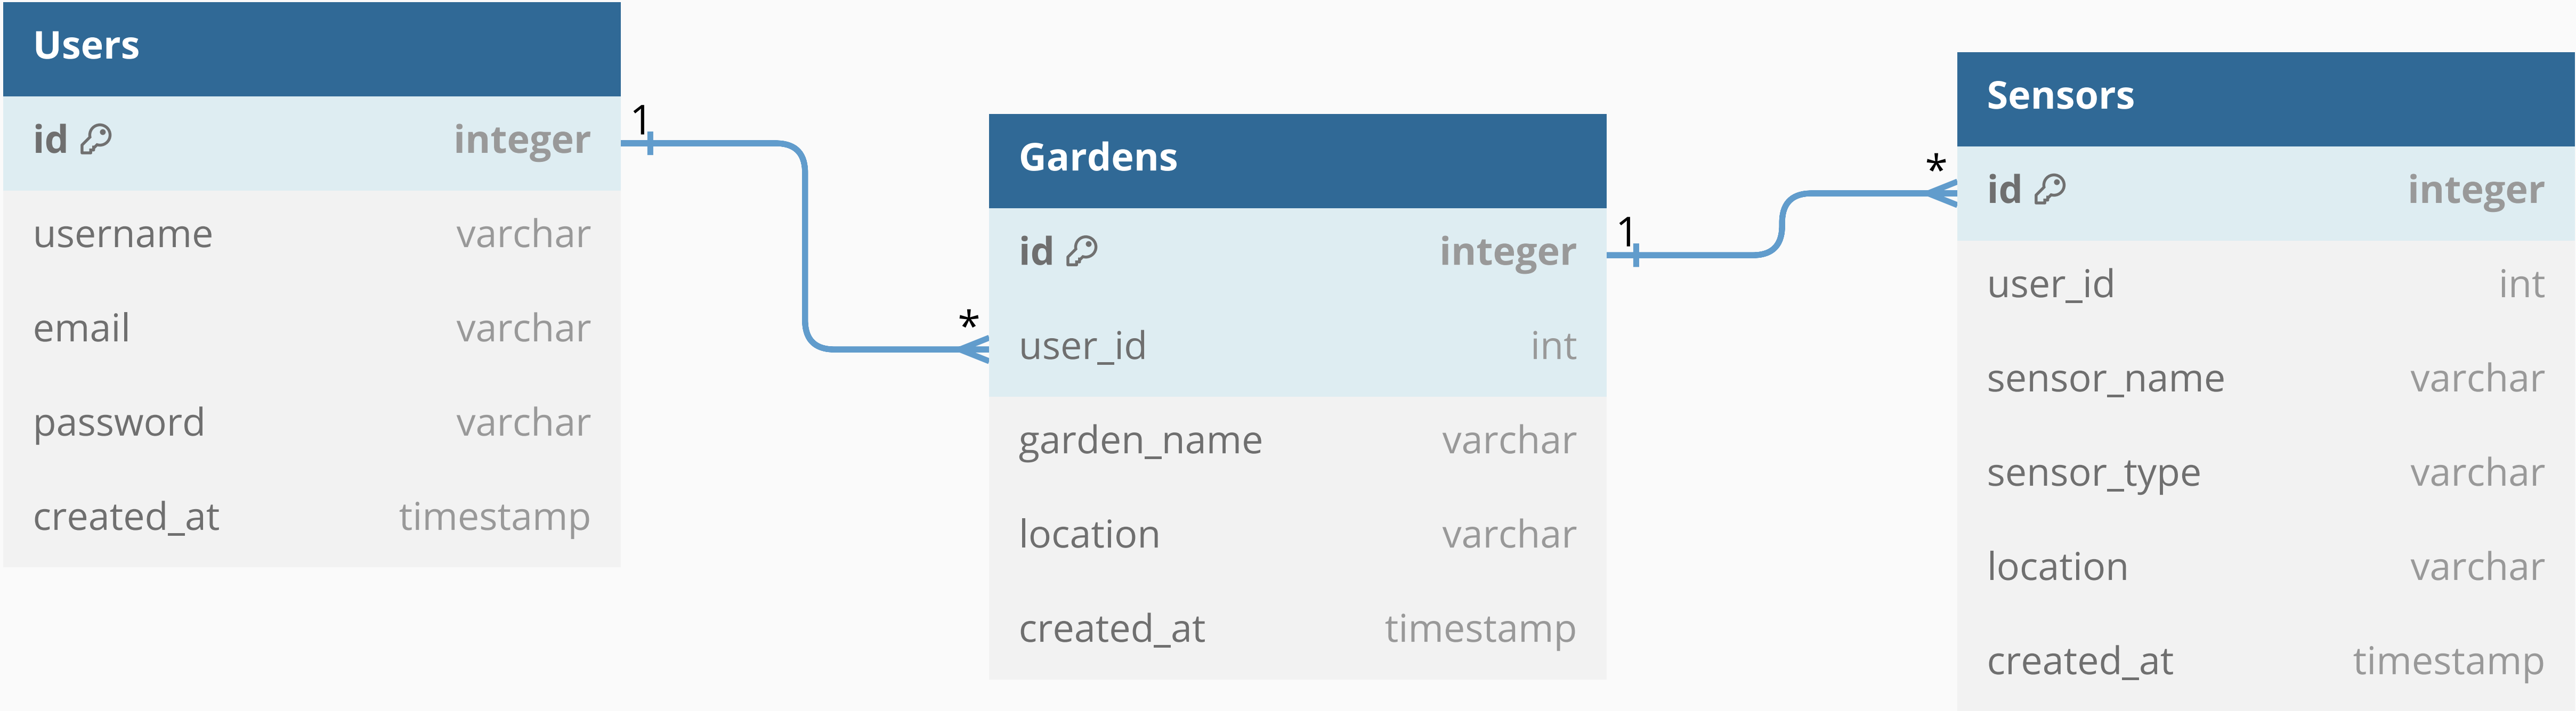 Users
id integer
username varchar
email varchar
password varchar
created_at timestamp
1
*
Gardens
id integer
user_id int
garden_name varchar
location varchar
created_at timestamp
1
*
Sensors
id integer
user_id int
sensor_name varchar
sensor_type varchar
location varchar
created_at timestamp